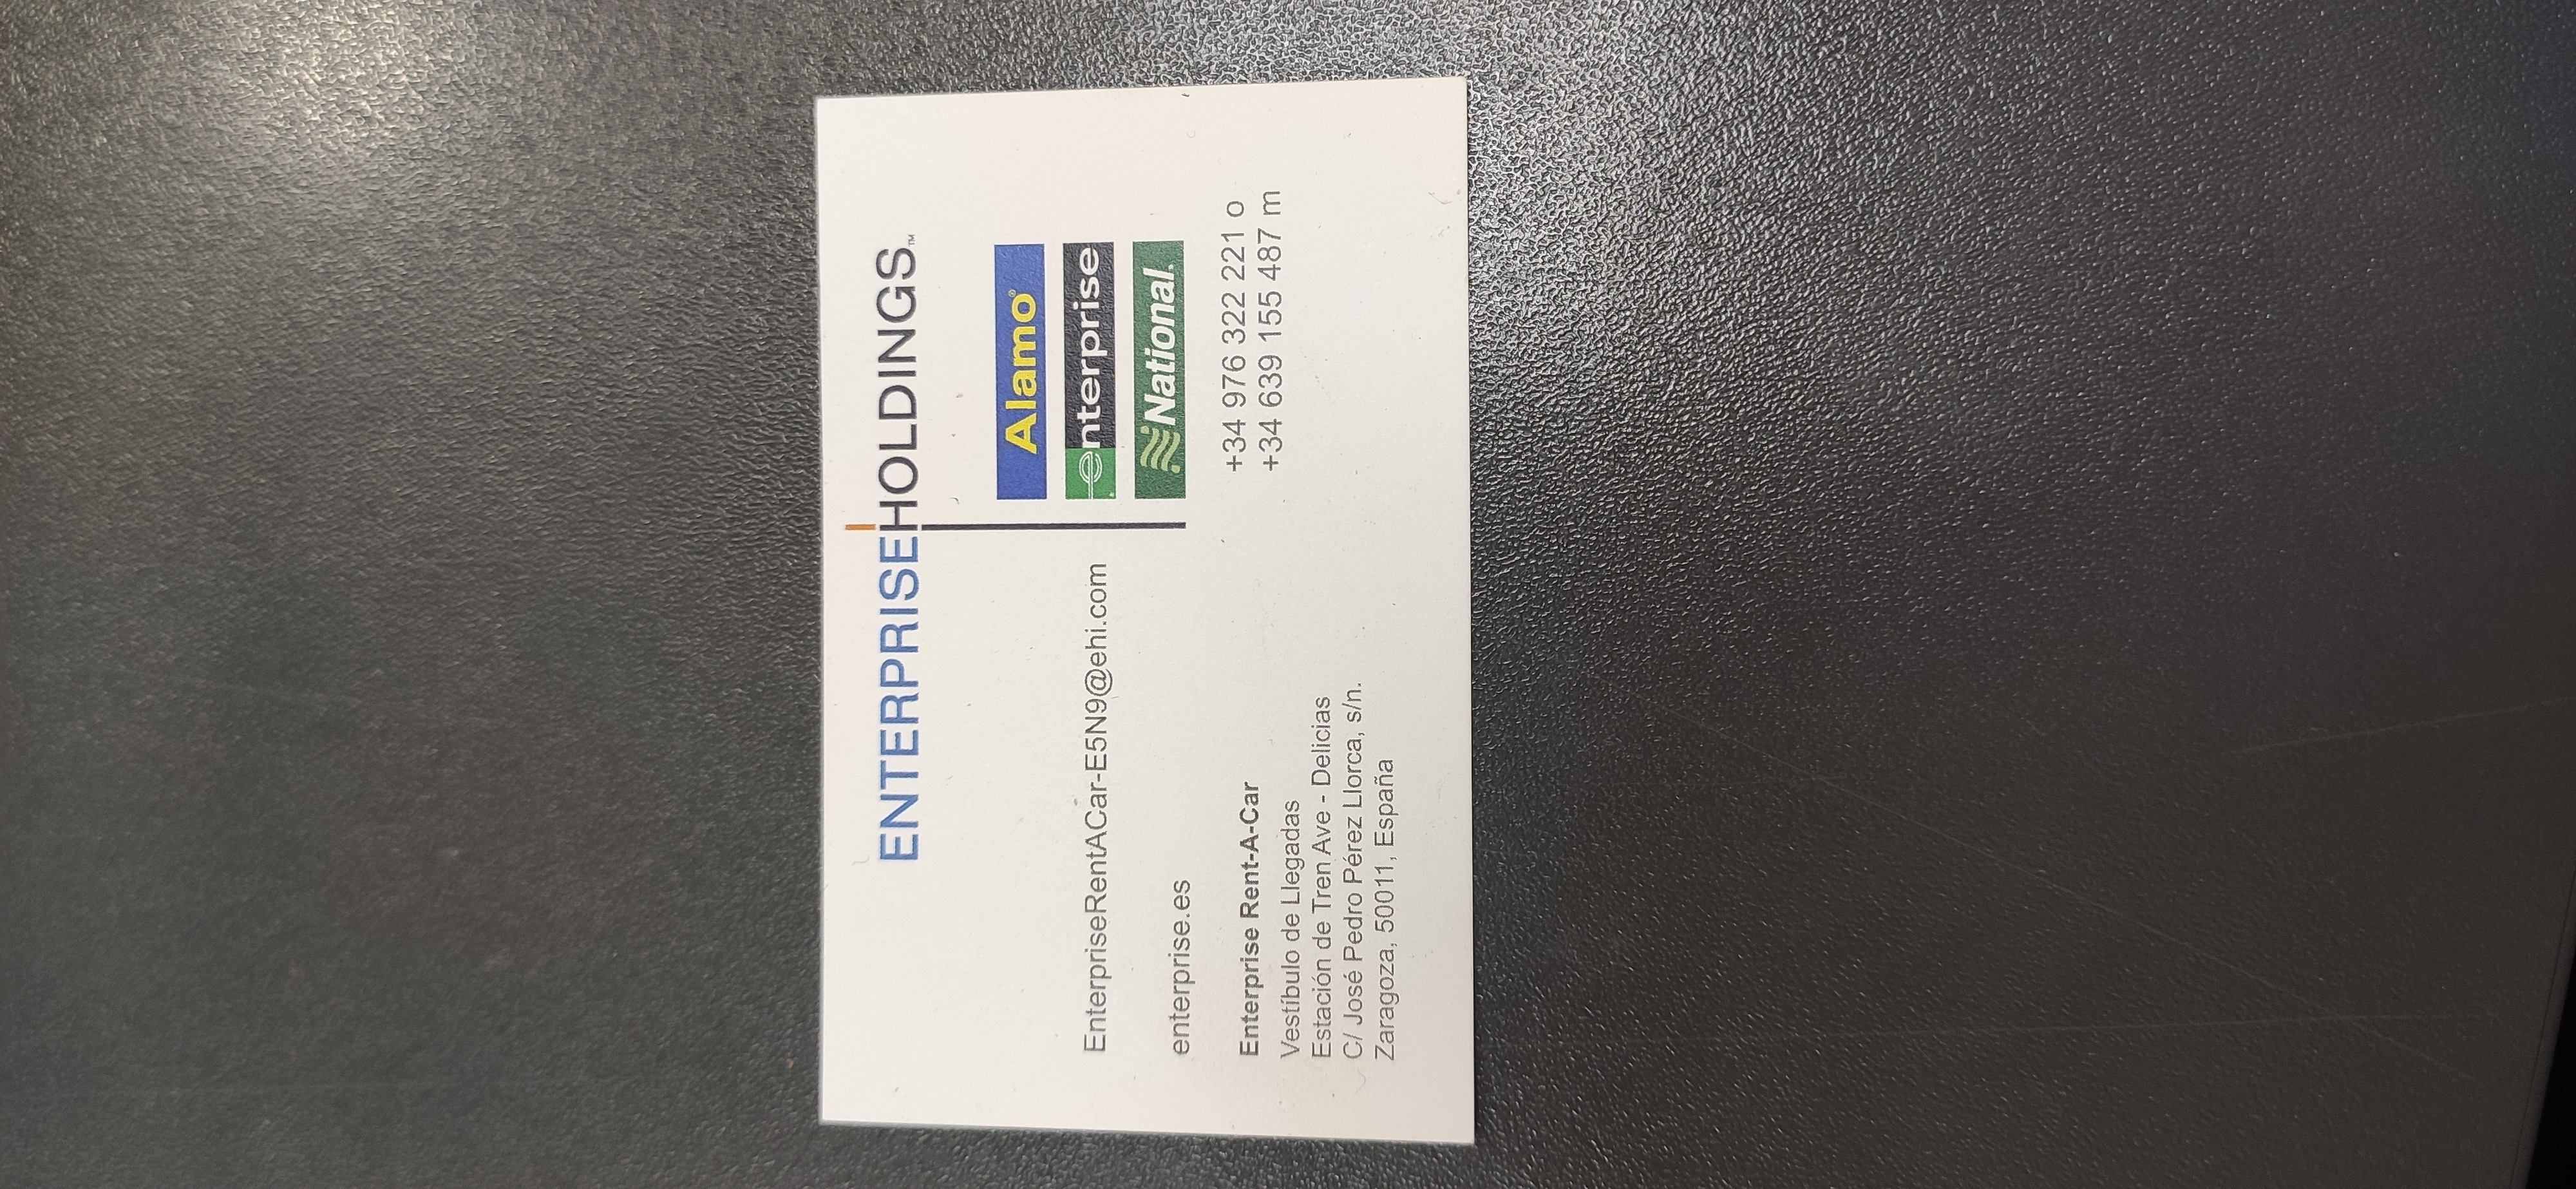 ENTERPRISEHOLDINGS™
Alamo®
enterprise
National.
EnterpriseRentACar-E5N9@ehi.com
enterprise.es
Enterprise Rent-A-Car
Vestíbulo de Llegadas
Estación de Tren Ave - Delicias
C/ José Pedro Pérez Llorca, s/n.
Zaragoza, 50011, España
+34 976 322 221 o
+34 639 155 487 m